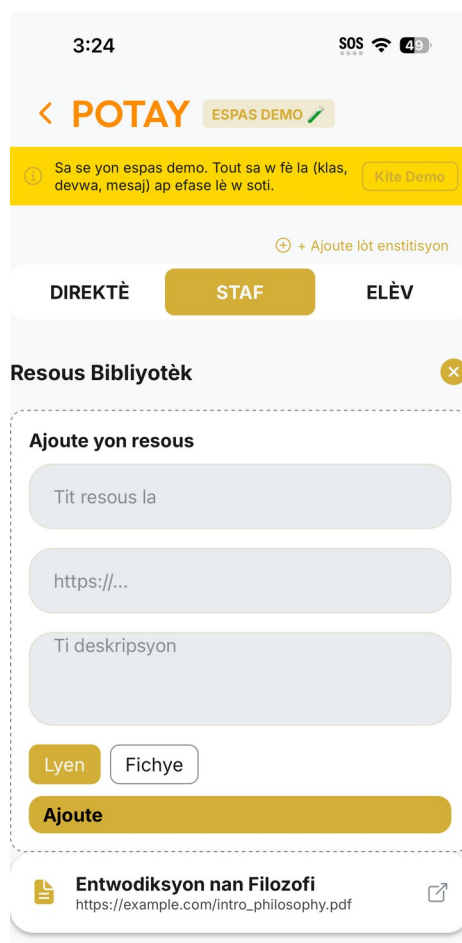 3:24
SOS
49
POTAY
ESPAS DEMO
Sa se yon espas demo. Tout sa w fè la (klas,
devwa, mesaj) ap efase lè w soti.
Kite Demo
+ Ajoute lòt enstitisyon
DIREKTÈ
STAF
ELÈV
Resous Bibliyotèk
Ajoute yon resous
Tit resous la
https://...
Ti deskripsyon
Lyen
Fichye
Ajoute
Entwodiksyon nan Filozofi
https://example.com/intro_philosophy.pdf